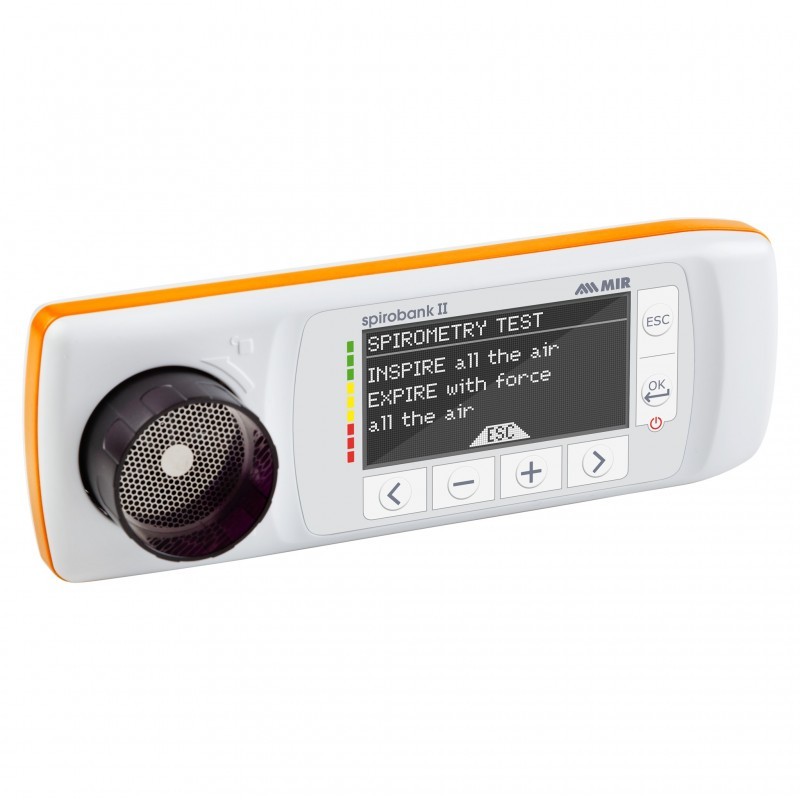 MIR
spirobank II
SPIROMETRY TEST
INSPIRE all the air
EXPIRE with force
all the air
ESC
ESC
OK